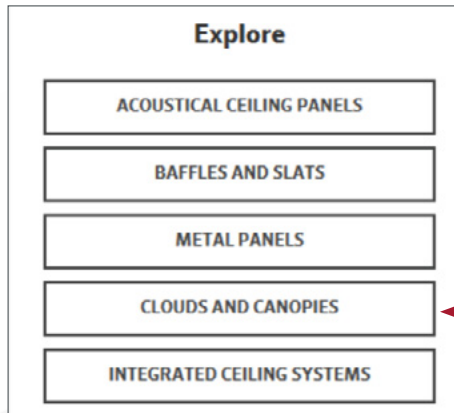 Explore
ACOUSTICAL CEILING PANELS
BAFFLES AND SLATS
METAL PANELS
CLOUDS AND CANOPIES
INTEGRATED CEILING SYSTEMS